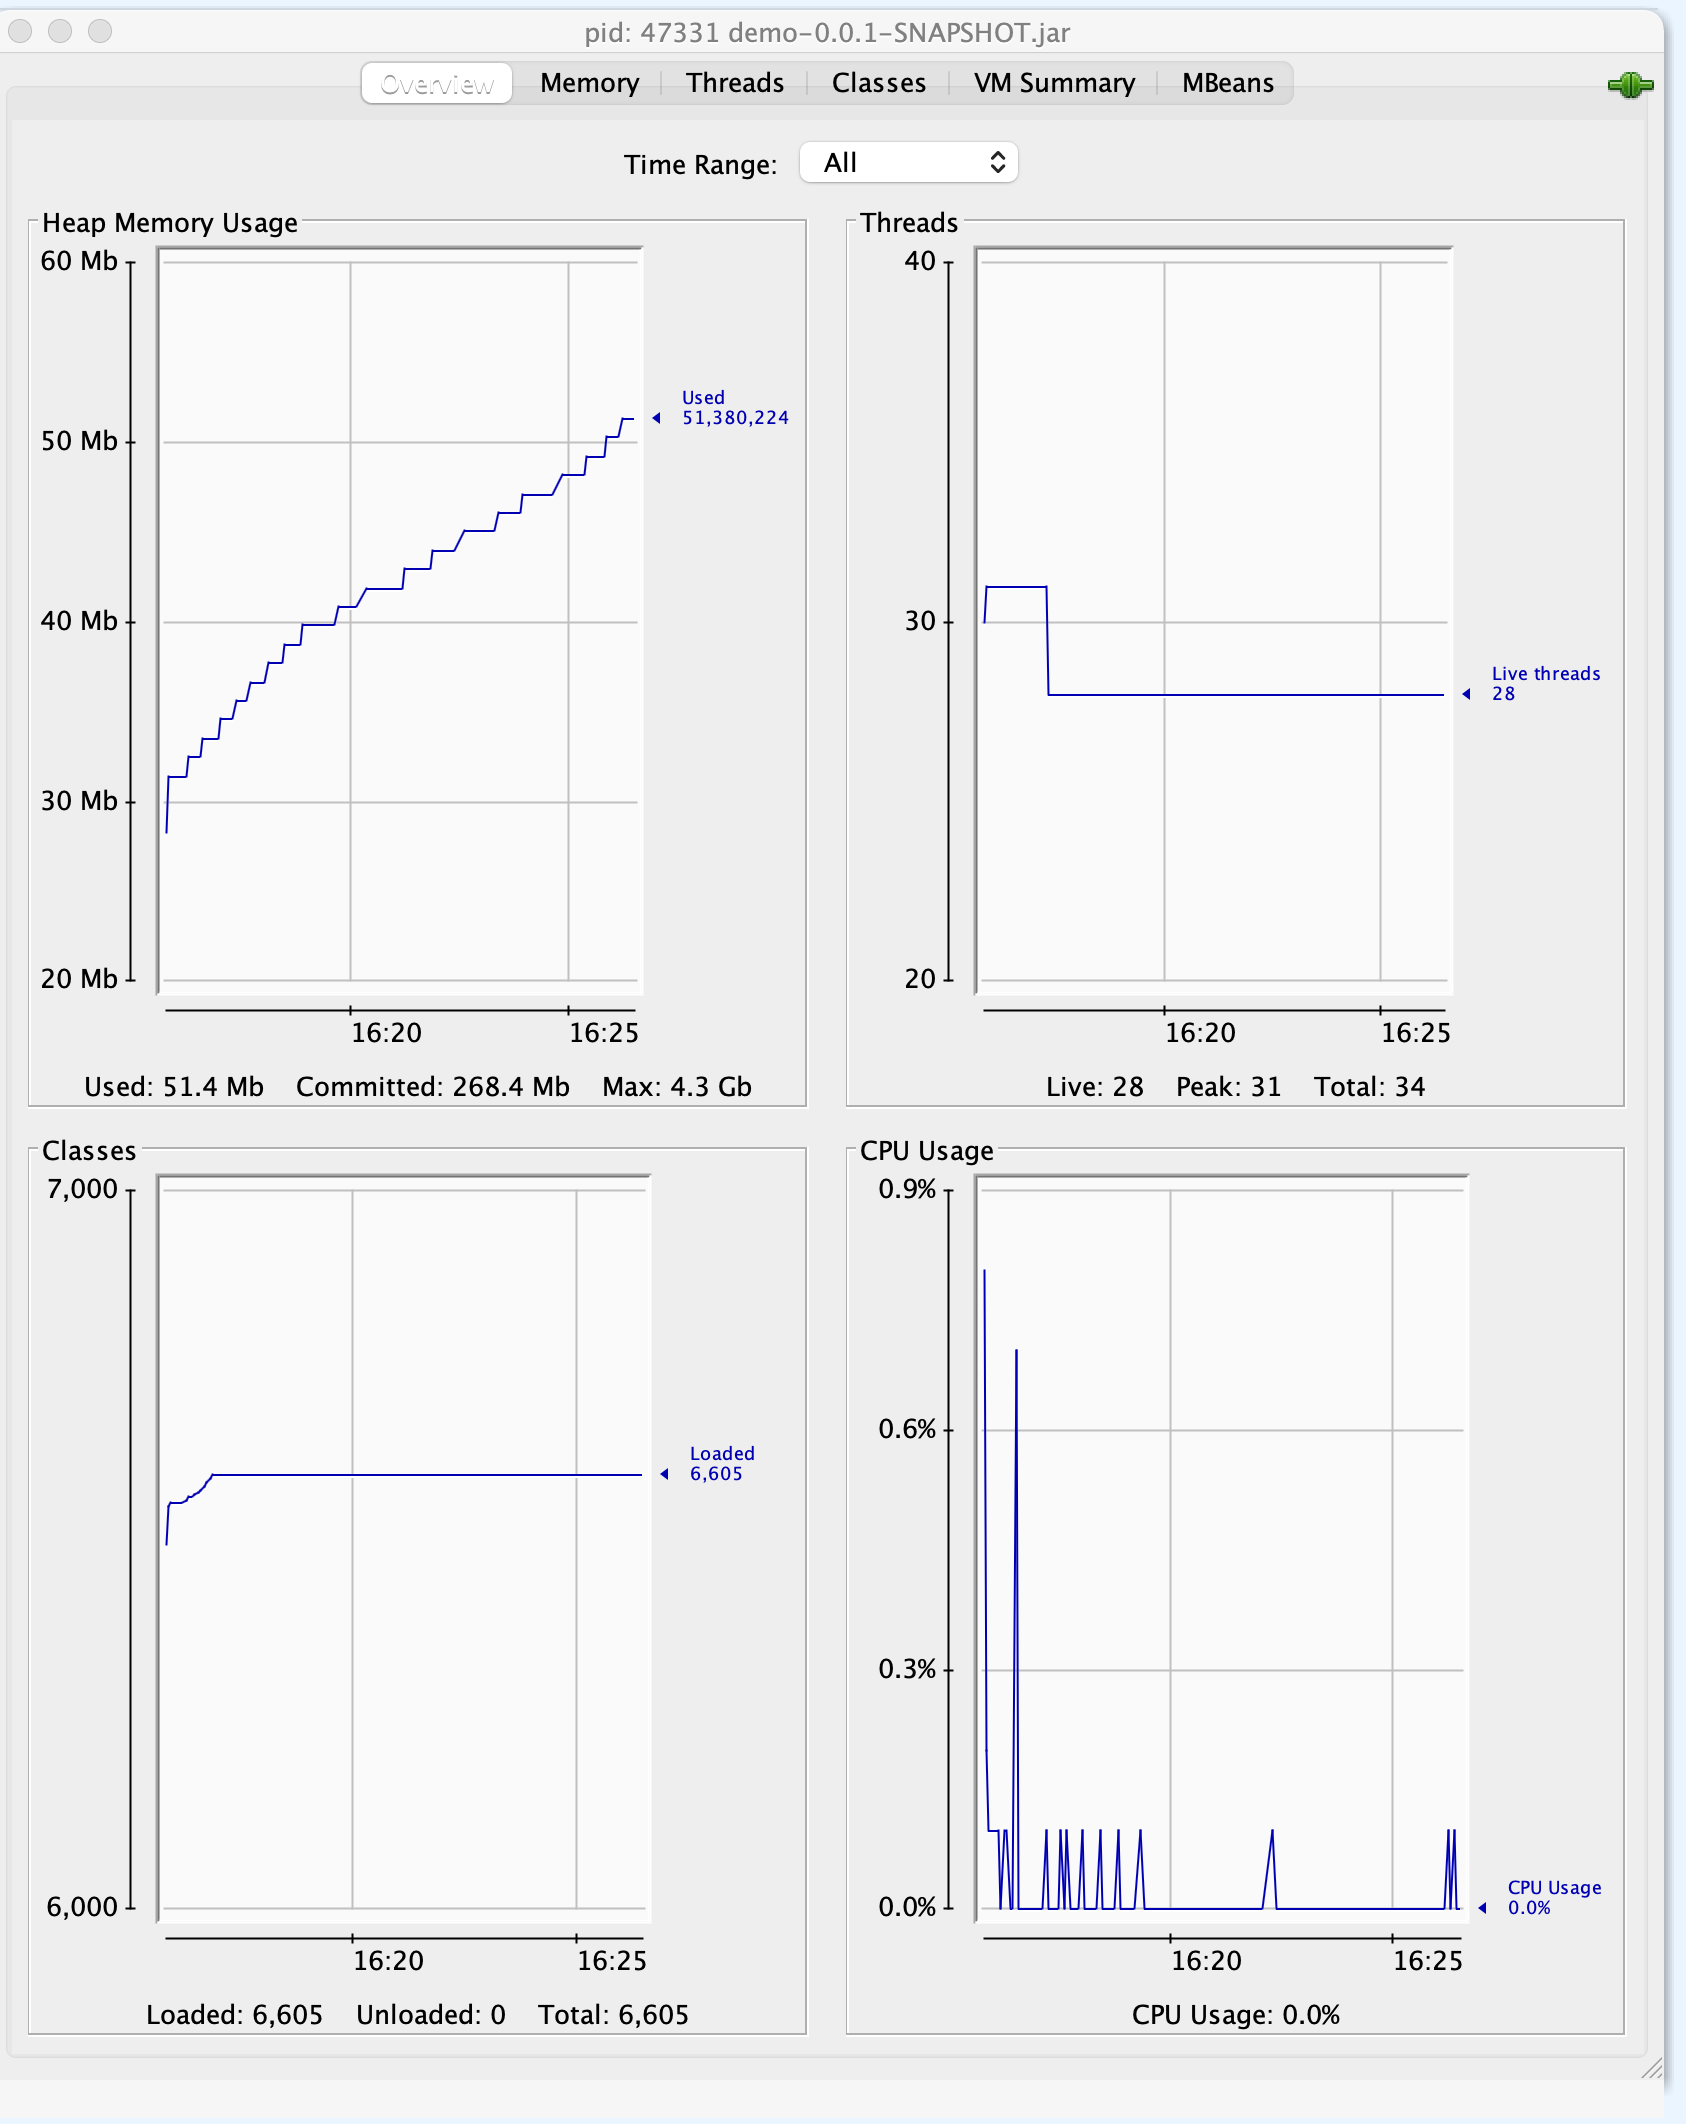 pid: 47331 demo-0.0.1-SNAPSHOT.jar
Overview Memory Threads Classes VM Summary MBeans
Time Range: All
Heap Memory Usage
60 Mb
50 Mb
40 Mb
30 Mb
20 Mb
Used
51,380,224
16:20 16:25
Used: 51.4 Mb Committed: 268.4 Mb Max: 4.3 Gb
Threads
40
30
20
Live threads
28
16:20 16:25
Live: 28 Peak: 31 Total: 34
Classes
7,000
6,000
Loaded
6,605
16:20 16:25
Loaded: 6,605 Unloaded: 0 Total: 6,605
CPU Usage
0.9%
0.6%
0.3%
0.0%
CPU Usage
0.0%
16:20 16:25
CPU Usage: 0.0%